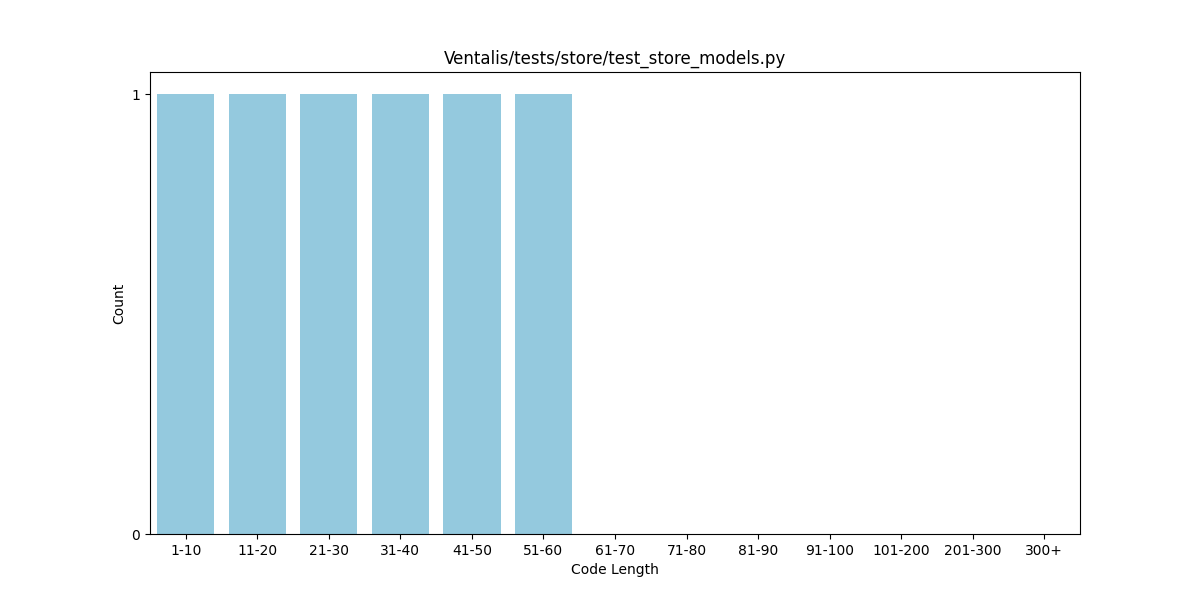 Ventalis/tests/store/test_store_models.py
1
Count
0
1-10 11-20 21-30 31-40 41-50 51-60 61-70 71-80 81-90 91-100 101-200 201-300 300+
Code Length